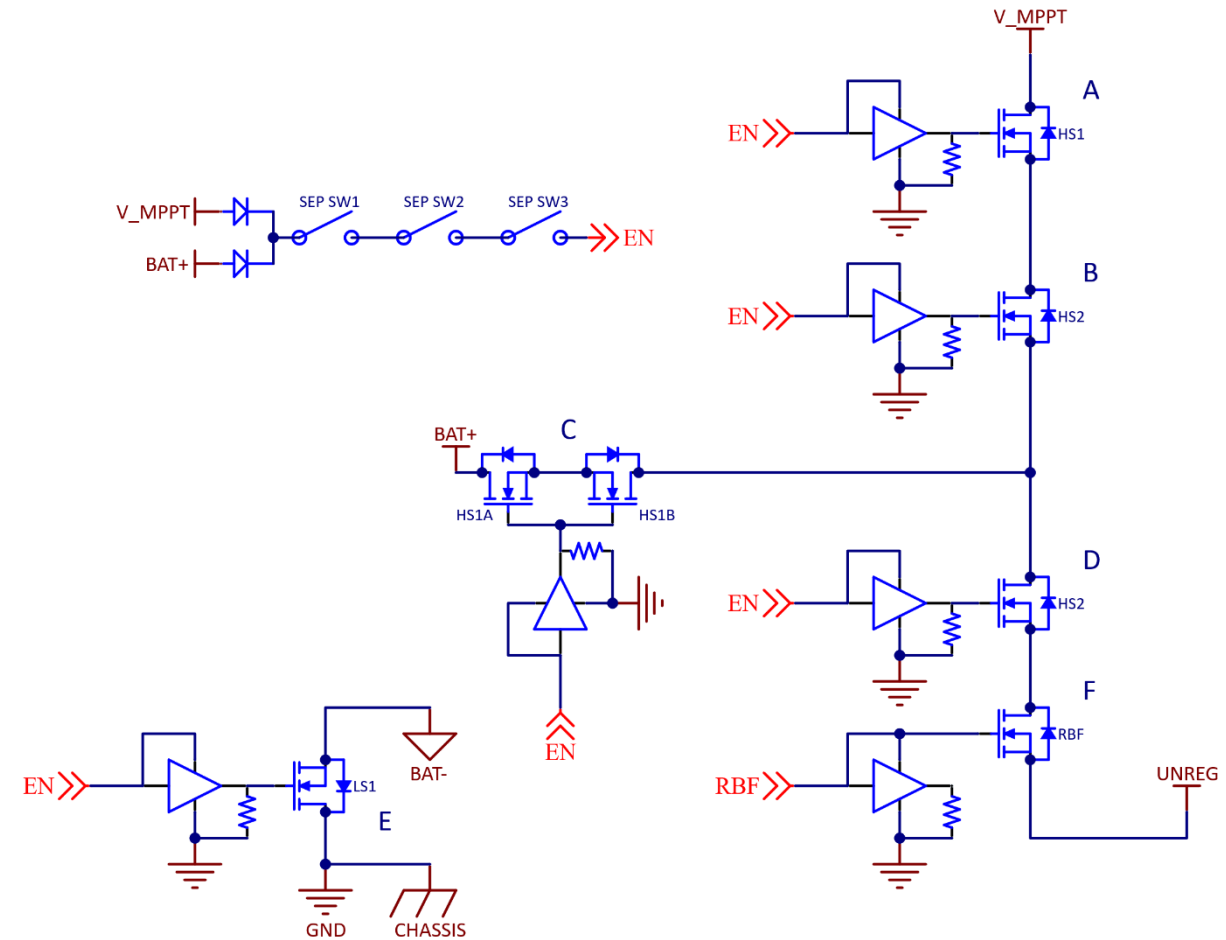 V_MPPT
A
EN
HS1
SEP SW1 SEP SW2 SEP SW3
V_MPPT
EN
BAT+
B
EN
HS2
C
BAT+
HS1A
HS1B
D
EN
HS2
F
EN
RBF
RBF
UNREG
BAT-
EN
LS1
E
GND
CHASSIS